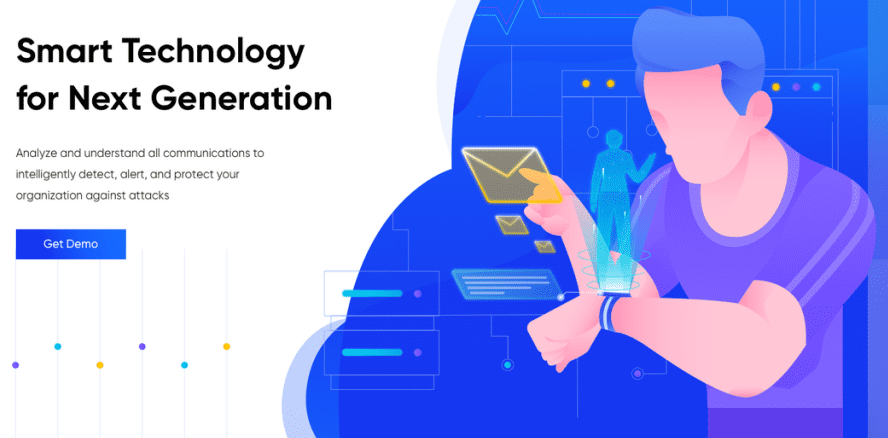 Smart Technology
for Next Generation
Analyze and understand all communications to
intelligently detect, alert, and protect your
organization against attacks
Get Demo